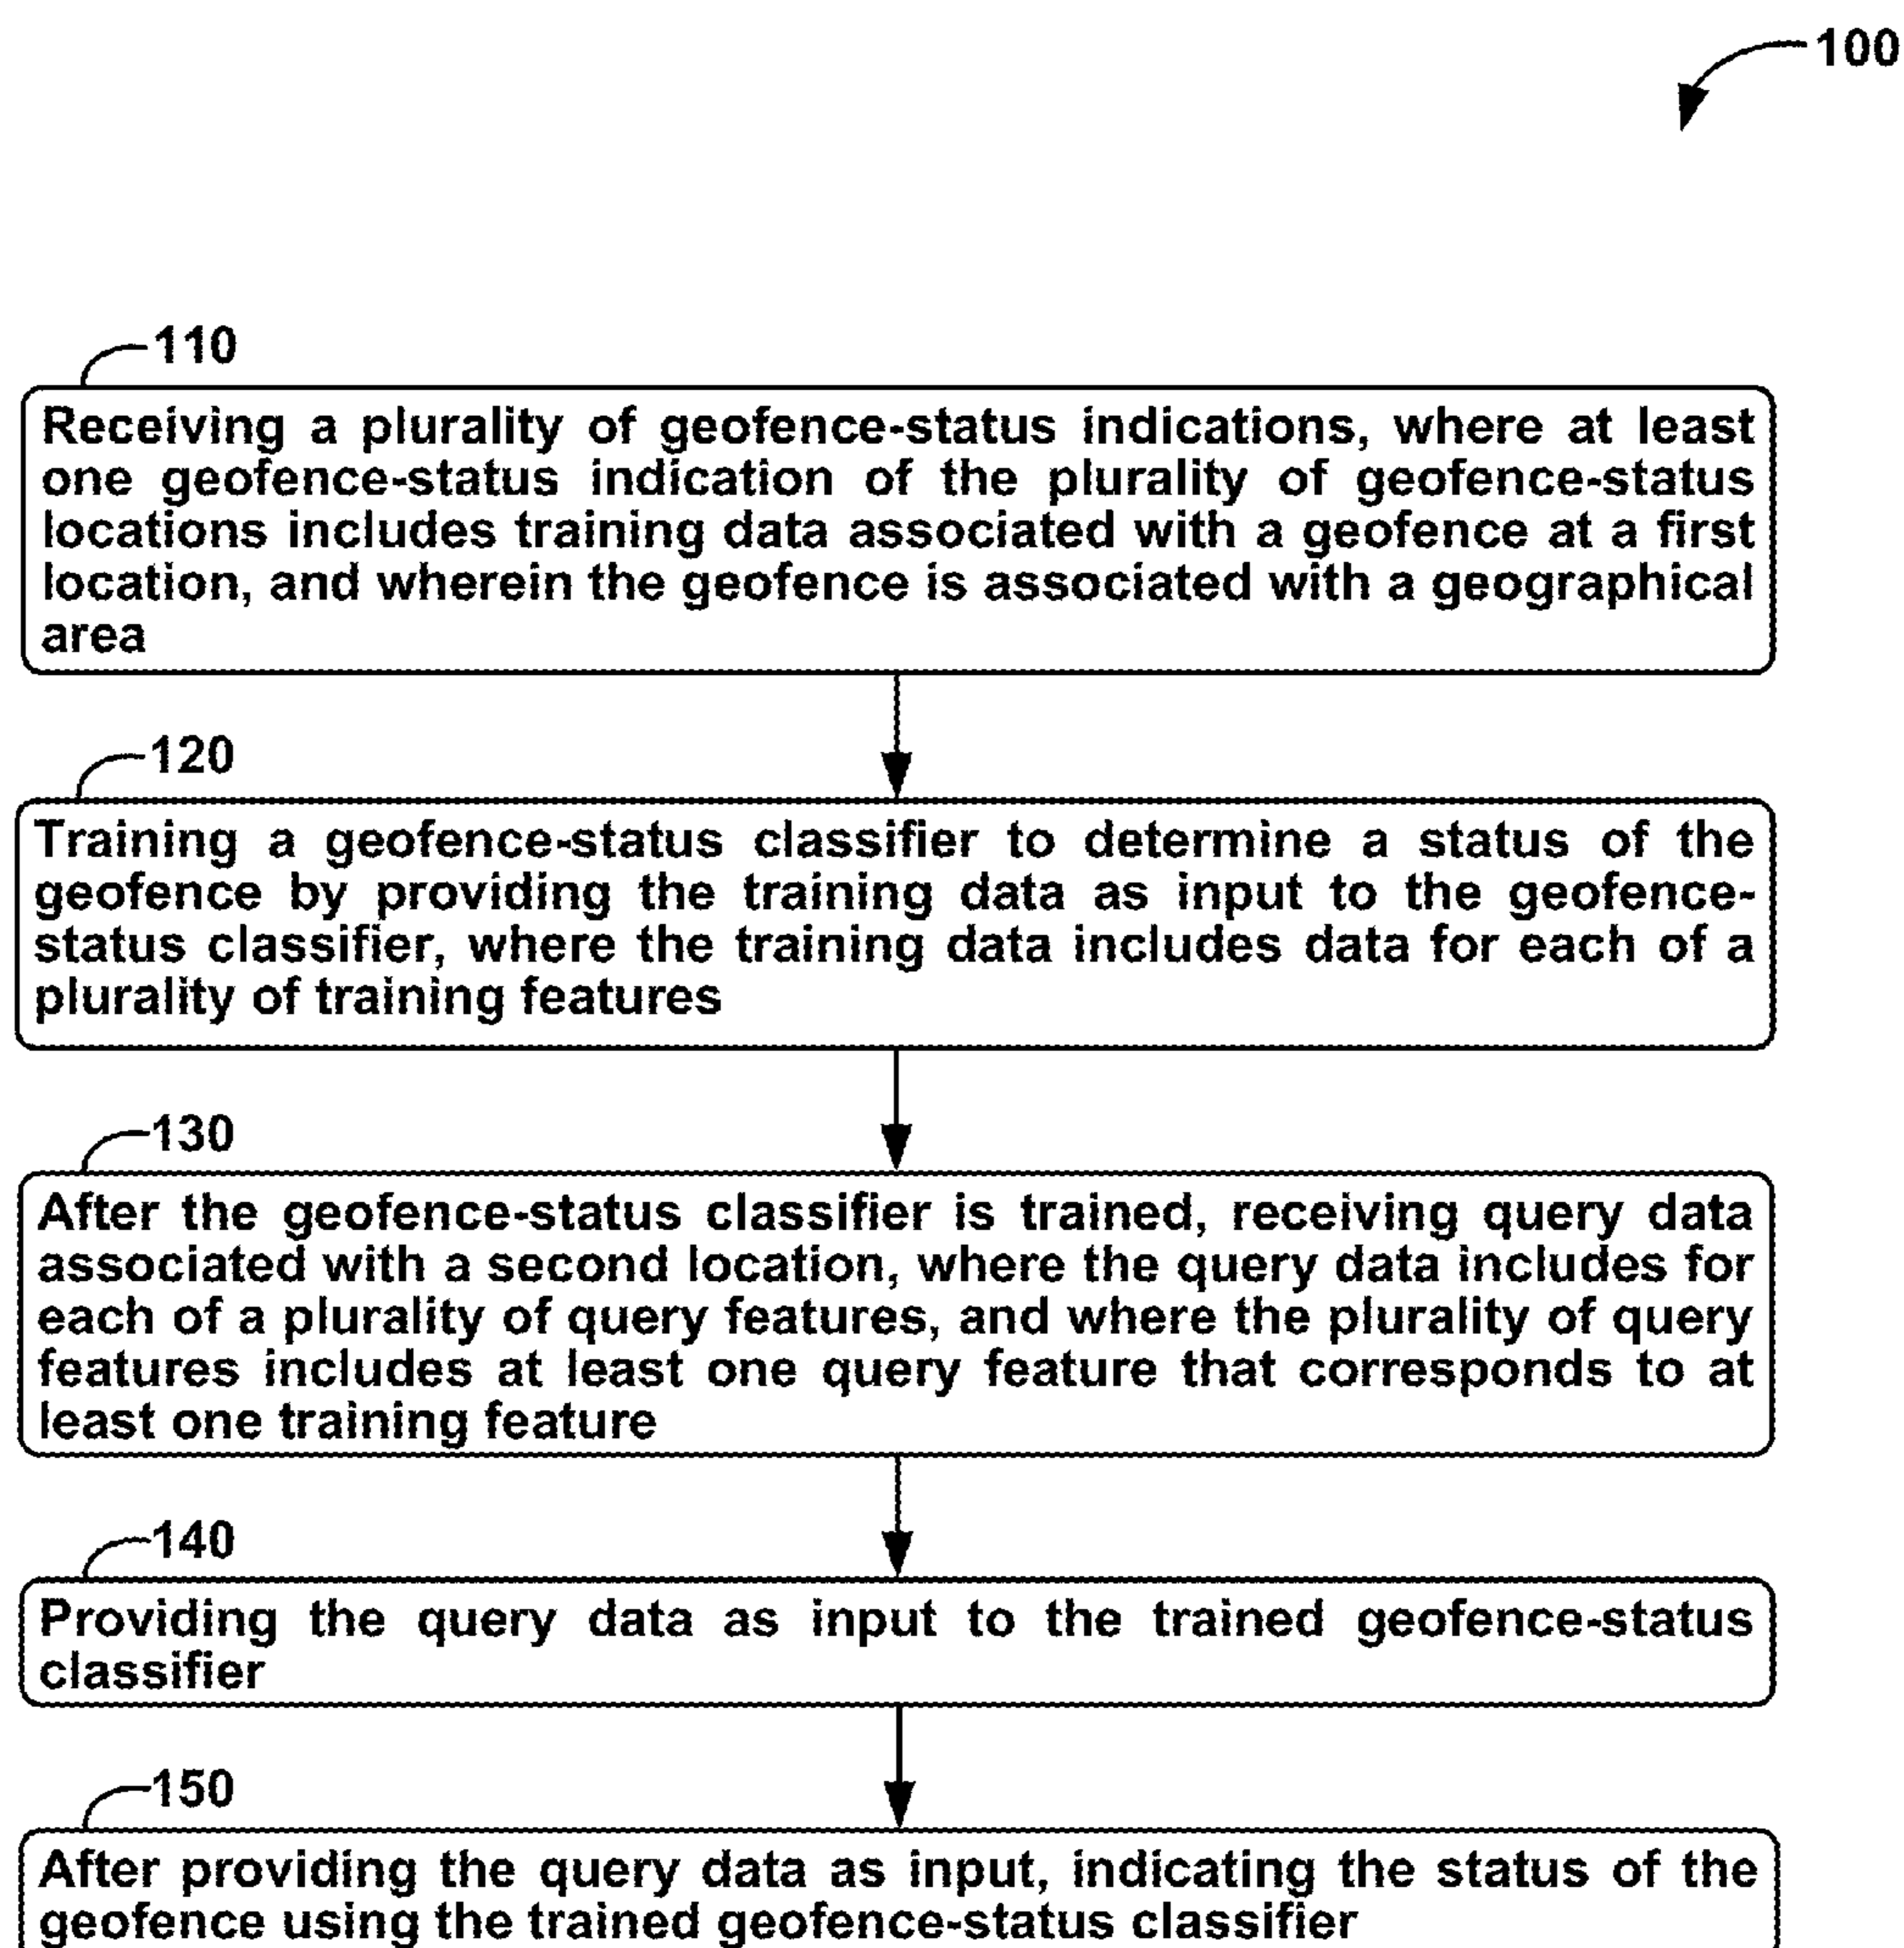 100
110
Receiving a plurality of geofence-status indications, where at least
one geofence-status indication of the plurality of geofence-status
locations includes training data associated with a geofence at a first
location, and wherein the geofence is associated with a geographical
area
120
Training a geofence-status classifier to determine a status of the
geofence by providing the training data as input to the geofence-
status classifier, where the training data includes data for each of a
plurality of training features
130
After the geofence-status classifier is trained, receiving query data
associated with a second location, where the query data includes for
each of a plurality of query features, and where the plurality of query
features includes at least one query feature that corresponds to at
least one training feature
140
Providing the query data as input to the trained geofence-status
classifier
150
After providing the query data as input, indicating the status of the
geofence using the trained geofence-status classifier